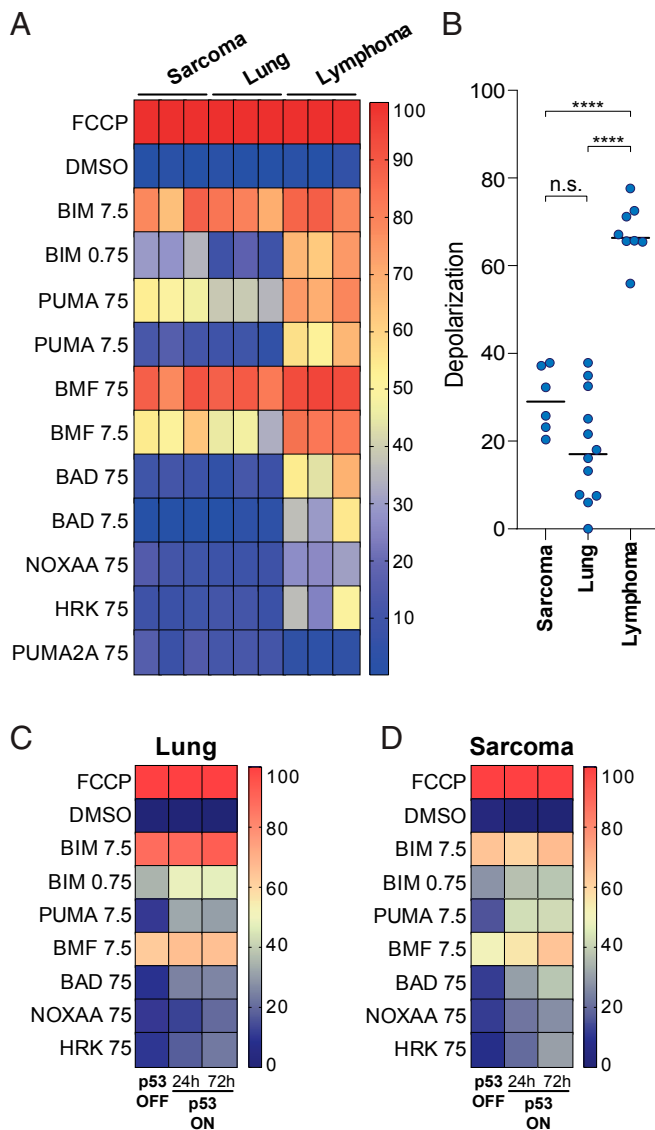 A
Sarcoma Lung Lymphoma
FCCP
DMSO
BIM 7.5
BIM 0.75
PUMA 75
PUMA 7.5
BMF 75
BMF 7.5
BAD 75
BAD 7.5
NOXAA 75
HRK 75
PUMA2A 75
100
90
80
70
60
50
40
30
20
10
B
Depolarization
100
80
60
40
20
0
****
****
n.s.
Sarcoma
Lung
Lymphoma
C
Lung
FCCP
DMSO
BIM 7.5
BIM 0.75
PUMA 7.5
BMF 7.5
BAD 75
NOXAA 75
HRK 75
100
80
60
40
20
0
p53 24h 72h
OFF p53
ON
D
Sarcoma
FCCP
DMSO
BIM 7.5
BIM 0.75
PUMA 7.5
BMF 7.5
BAD 75
NOXAA 75
HRK 75
100
80
60
40
20
0
p53 24h 72h
OFF p53
ON